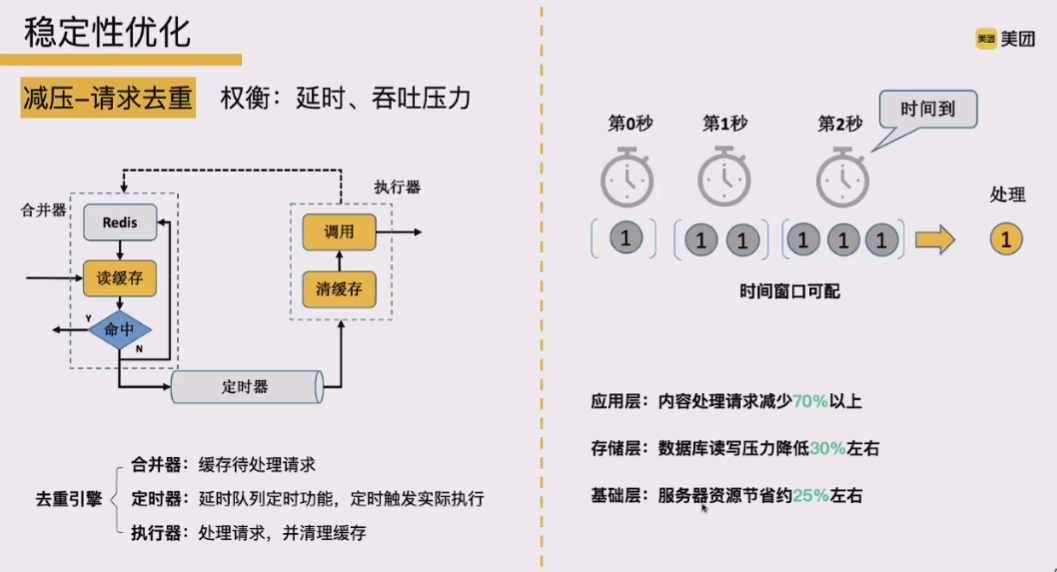 稳定性优化
减压-请求去重 权衡：延时、吞吐压力
合并器
Redis
读缓存
命中
Y
N
定时器
执行器
调用
清缓存
去重引擎
合并器：缓存待处理请求
定时器：延时队列定时功能，定时触发实际执行
执行器：处理请求，并清理缓存
美团 美团
第0秒 第1秒 第2秒
时间到
处理
1 1 1 1 1 1 1
时间窗口可配
应用层：内容处理请求减少70%以上
存储层：数据库读写压力降低30%左右
基础层：服务器资源节省约25%左右